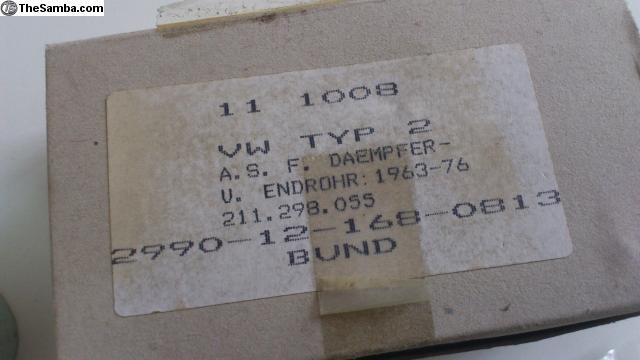 TheSamba.com
11 1008
VW TYP 2
A.S. F. DAEMPFER-
U. ENDROHR:1963-76
211.298.055
2990-12-168-0813
BUND